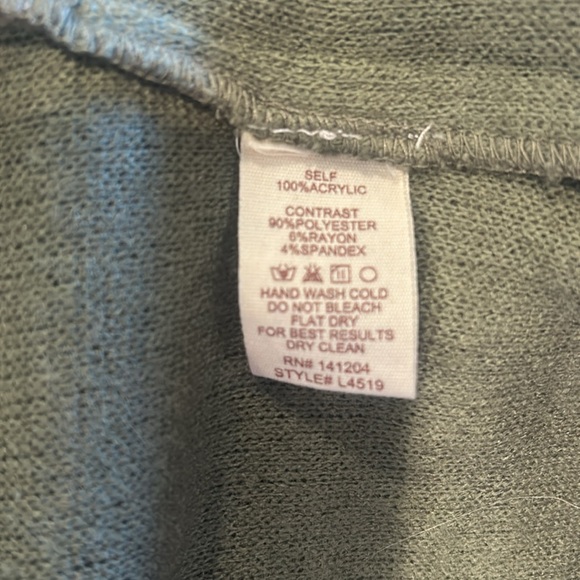 SELF
100%ACRYLIC
CONTRAST
90%POLYESTER
6%RAYON
4%SPANDEX
HAND WASH COLD
DO NOT BLEACH
FLAT DRY
FOR BEST RESULTS
DRY CLEAN
RN# 141204
STYLE# L4519